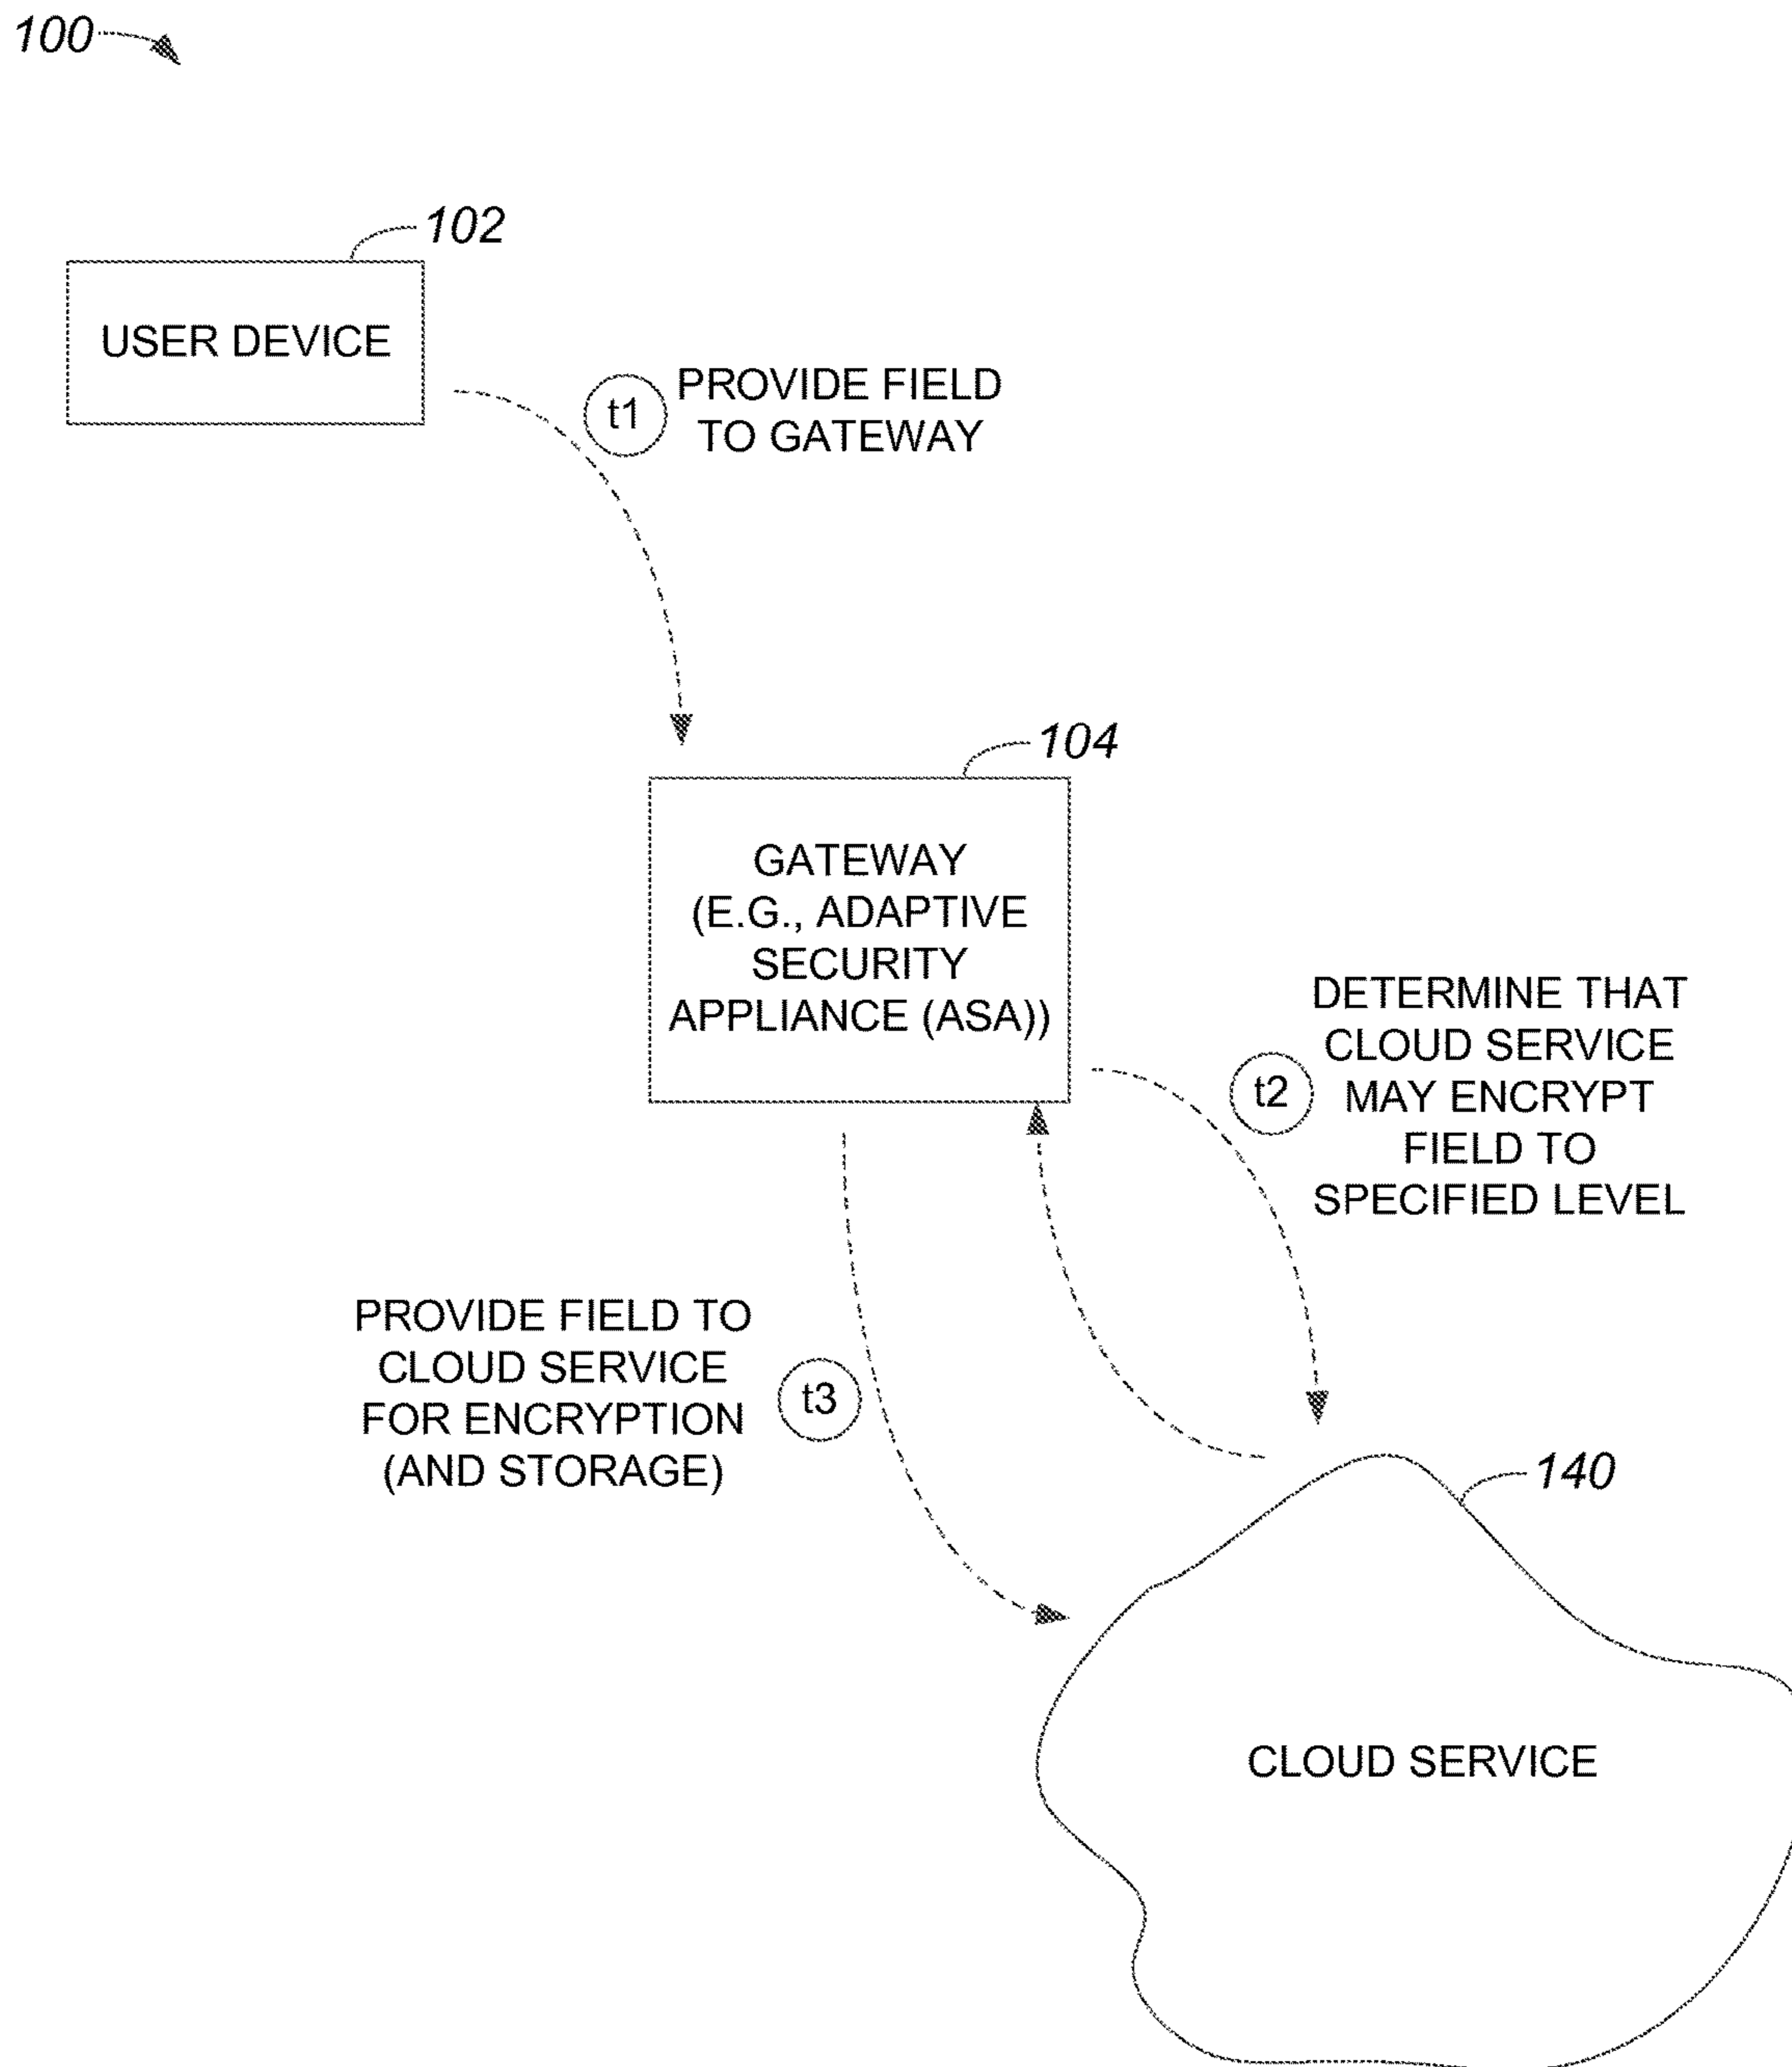 100
102
USER DEVICE
t1
PROVIDE FIELD
TO GATEWAY
104
GATEWAY
(E.G., ADAPTIVE
SECURITY
APPLIANCE (ASA))
t2
DETERMINE THAT
CLOUD SERVICE
MAY ENCRYPT
FIELD TO
SPECIFIED LEVEL
PROVIDE FIELD TO
CLOUD SERVICE
FOR ENCRYPTION
(AND STORAGE)
t3
140
CLOUD SERVICE